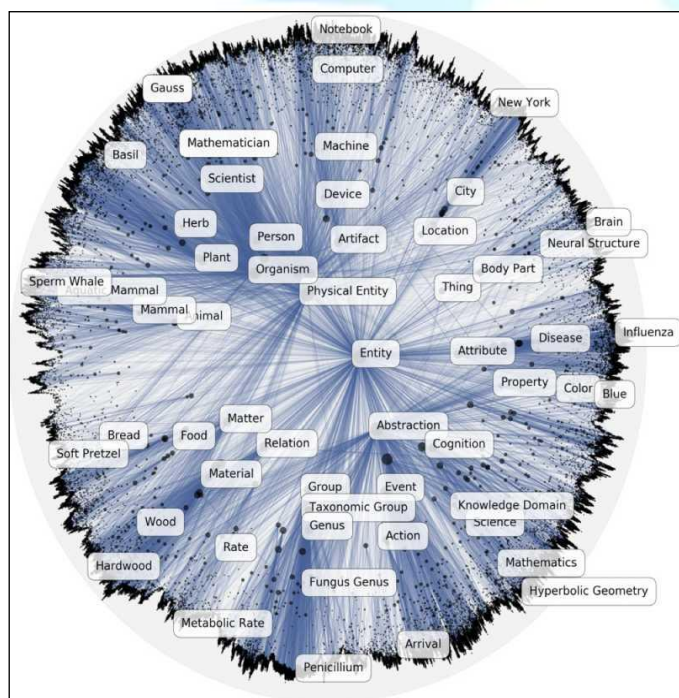 Notebook
Computer
Gauss
New York
Mathematician
Machine
Basil
Scientist
Device
City
Herb
Person
Artifact
Location
Brain
Neural Structure
Plant
Organism
Body Part
Sperm Whale
Aquatic Mammal
Physical Entity
Thing
Mammal
Animal
Influenza
Entity
Attribute
Disease
Property
Color
Blue
Matter
Abstraction
Bread
Food
Relation
Cognition
Soft Pretzel
Material
Group
Event
Taxonomic Group
Knowledge Domain
Wood
Genus
Science
Action
Rate
Hardwood
Mathematics
Fungus Genus
Hyperbolic Geometry
Metabolic Rate
Arrival
Penicillium